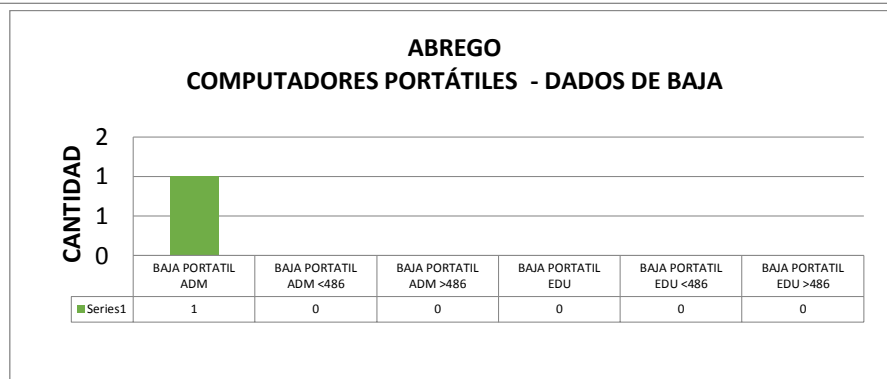 ABREGO
COMPUTADORES PORTÁTILES - DADOS DE BAJA
CANTIDAD
2
1
1
0
BAJA PORTATIL ADM
BAJA PORTATIL ADM <486
BAJA PORTATIL ADM >486
BAJA PORTATIL EDU
BAJA PORTATIL EDU <486
BAJA PORTATIL EDU >486
Series1 1 0 0 0 0 0